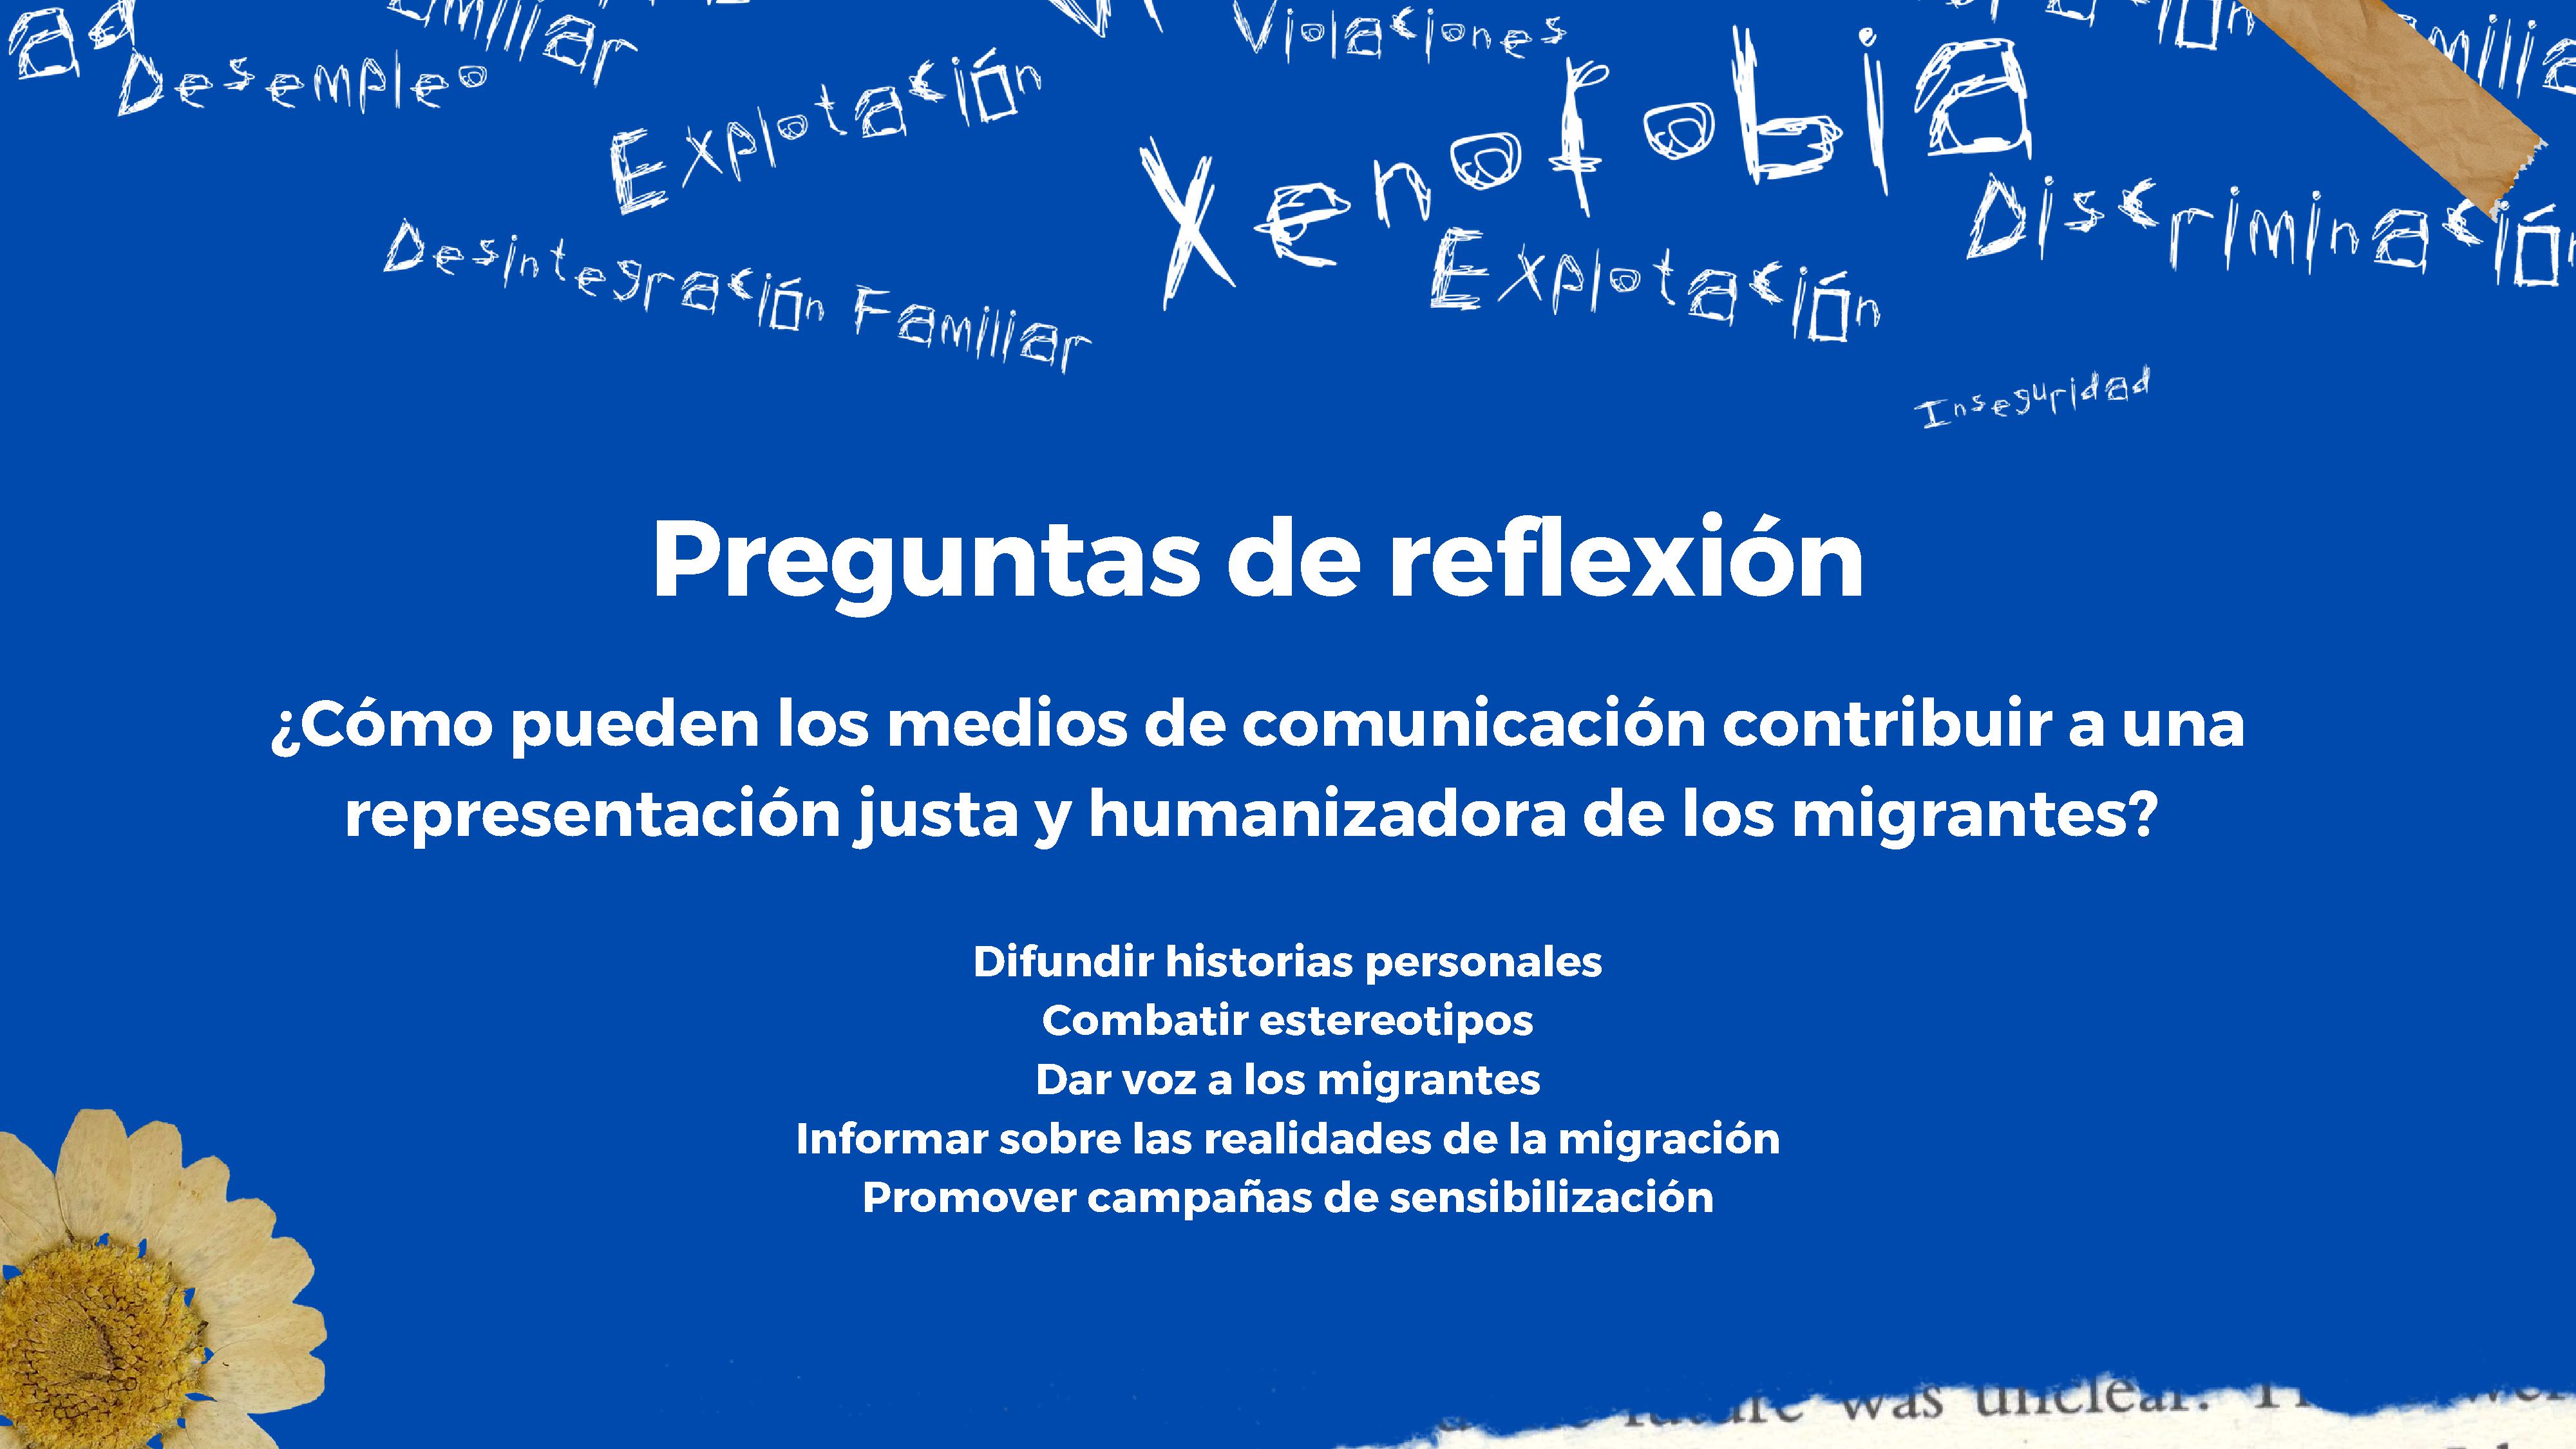 Violaciones
Desempleo
Explotación
Xenofobia
Discriminación
Desintegración Familiar
Explotación
Inseguridad
Preguntas de reflexión
¿Cómo pueden los medios de comunicación contribuir a una
representación justa y humanizadora de los migrantes?
Difundir historias personales
Combatir estereotipos
Dar voz a los migrantes
Informar sobre las realidades de la migración
Promover campañas de sensibilización
was unclear.